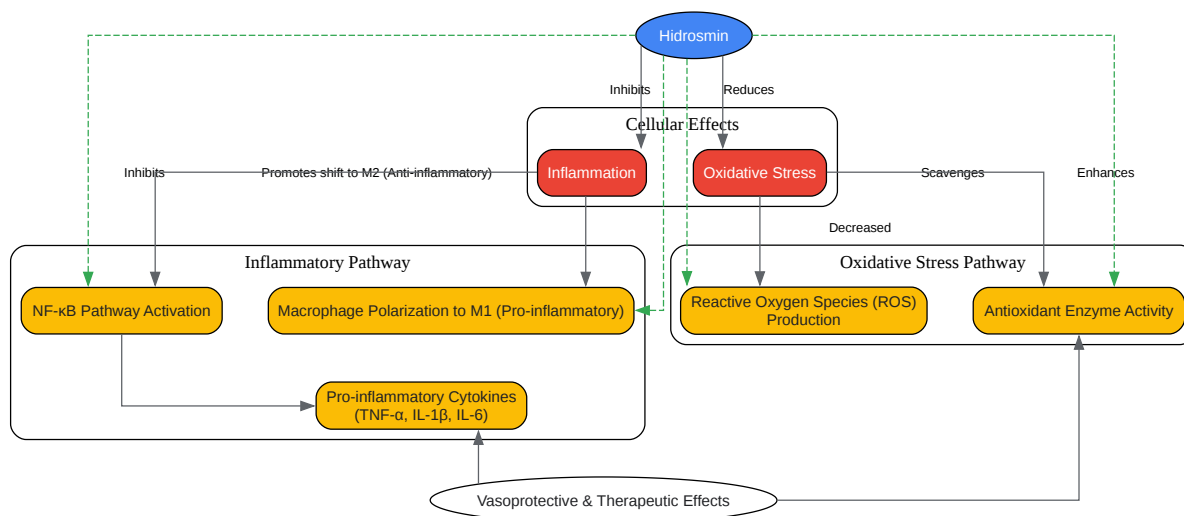 Hidrosmin
Inhibits
Reduces
Cellular Effects
Inflammation
Oxidative Stress
Inhibits
Promotes shift to M2 (Anti-inflammatory)
Scavenges
Enhances
Decreased
Inflammatory Pathway
Oxidative Stress Pathway
NF-κB Pathway Activation
Macrophage Polarization to M1 (Pro-inflammatory)
Reactive Oxygen Species (ROS)
Production
Antioxidant Enzyme Activity
Pro-inflammatory Cytokines
(TNF-α, IL-1β, IL-6)
Vasoprotective & Therapeutic Effects